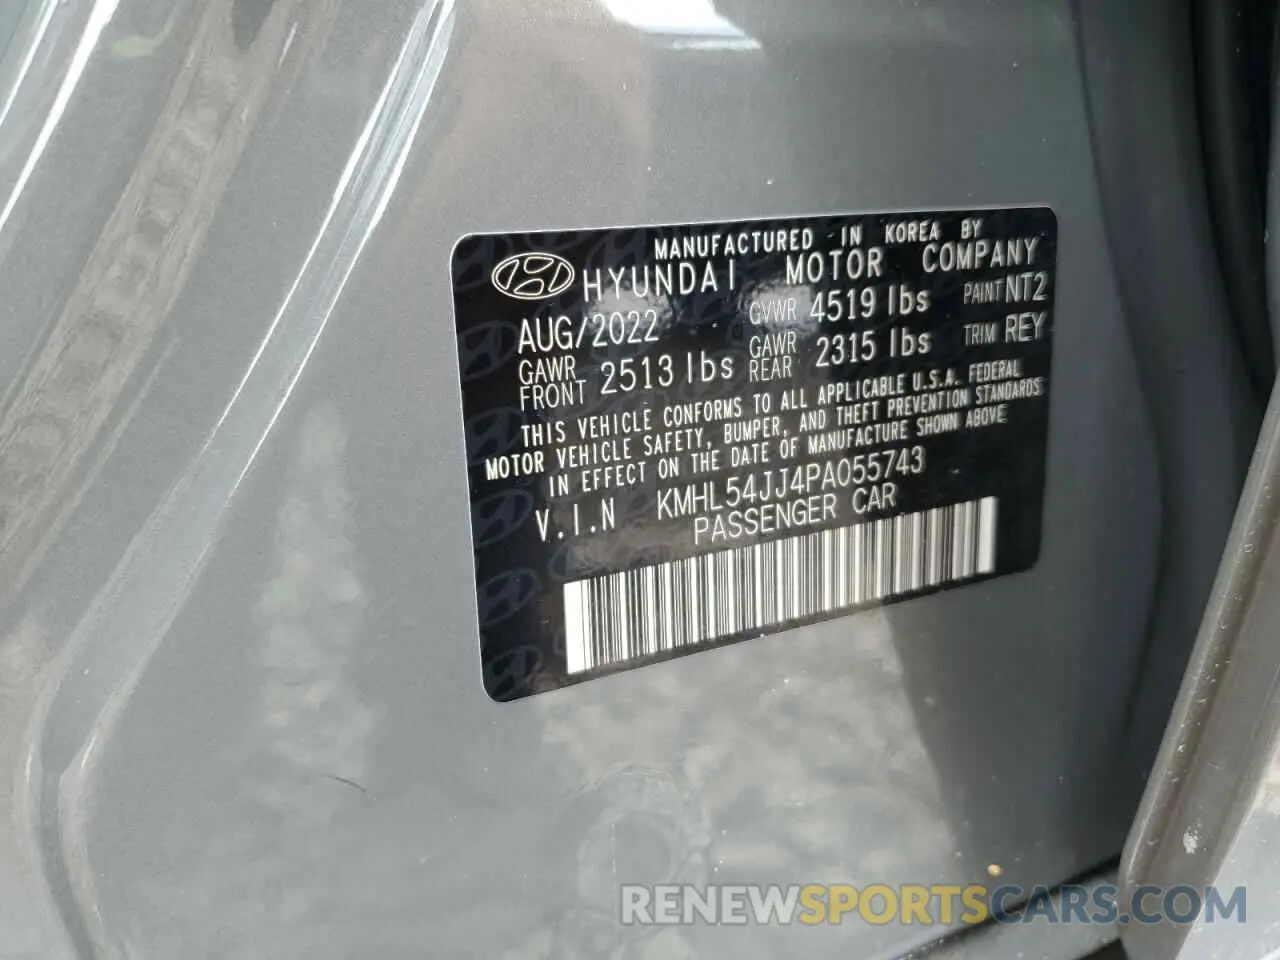 MANUFACTURED IN KOREA BY
HYUNDAI MOTOR COMPANY
AUG/2022 GVWR 4519 lbs PAINT NT2
GAWR FRONT 2513 lbs GAWR REAR 2315 lbs TRIM REY
THIS VEHICLE CONFORMS TO ALL APPLICABLE U.S.A. FEDERAL
MOTOR VEHICLE SAFETY, BUMPER, AND THEFT PREVENTION STANDARDS
IN EFFECT ON THE DATE OF MANUFACTURE SHOWN ABOVE
V.I.N KMHL54JJ4PA055743
PASSENGER CAR
RENEWSPORTSCARS.COM